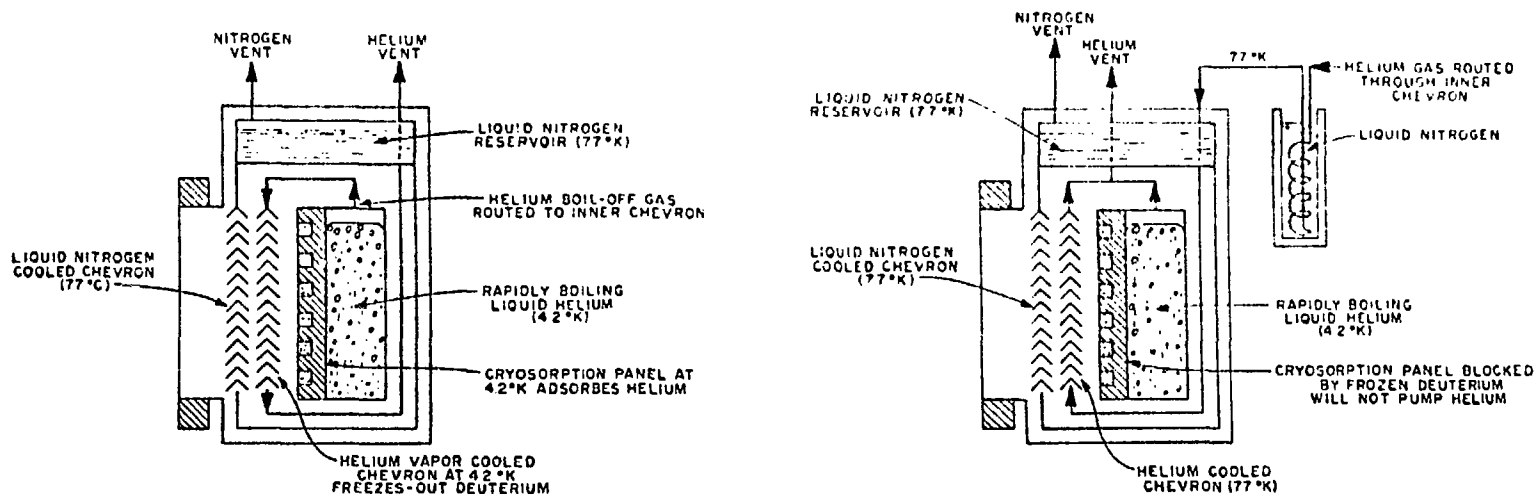 NITROGEN
VENT
HELIUM
VENT
LIQUID NITROGEN
RESERVOIR (77°K)
HELIUM BOIL-OFF GAS
ROUTED TO INNER CHEVRON
LIQUID NITROGEN
COOLED CHEVRON
(77°C)
RAPIDLY BOILING
LIQUID HELIUM
(4.2°K)
CRYOSORPTION PANEL AT
4.2°K ADSORBES HELIUM
HELIUM VAPOR COOLED
CHEVRON AT 4.2°K
FREEZES-OUT DEUTERIUM
NITROGEN
VENT
HELIUM
VENT
77°K
HELIUM GAS ROUTED
THROUGH INNER
CHEVRON
LIQUID NITROGEN
RESERVOIR (77°K)
LIQUID NITROGEN
LIQUID NITROGEN
COOLED CHEVRON
(77°K)
RAPIDLY BOILING
LIQUID HELIUM
(4.2°K)
CRYOSORPTION PANEL BLOCKED
BY FROZEN DEUTERIUM
WILL NOT PUMP HELIUM
HELIUM COOLED
CHEVRON (77°K)